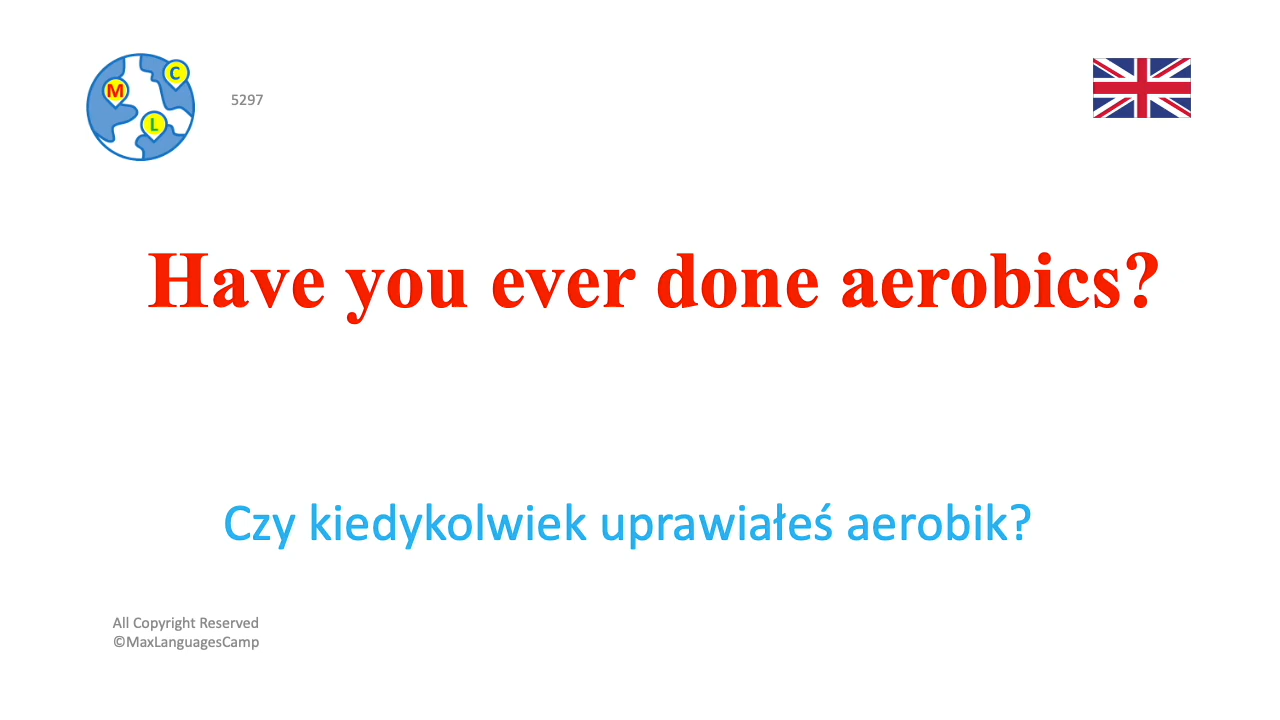 C
M
L
5297
Have you ever done aerobics?
Czy kiedykolwiek uprawiałeś aerobik?
All Copyright Reserved
©MaxLanguagesCamp